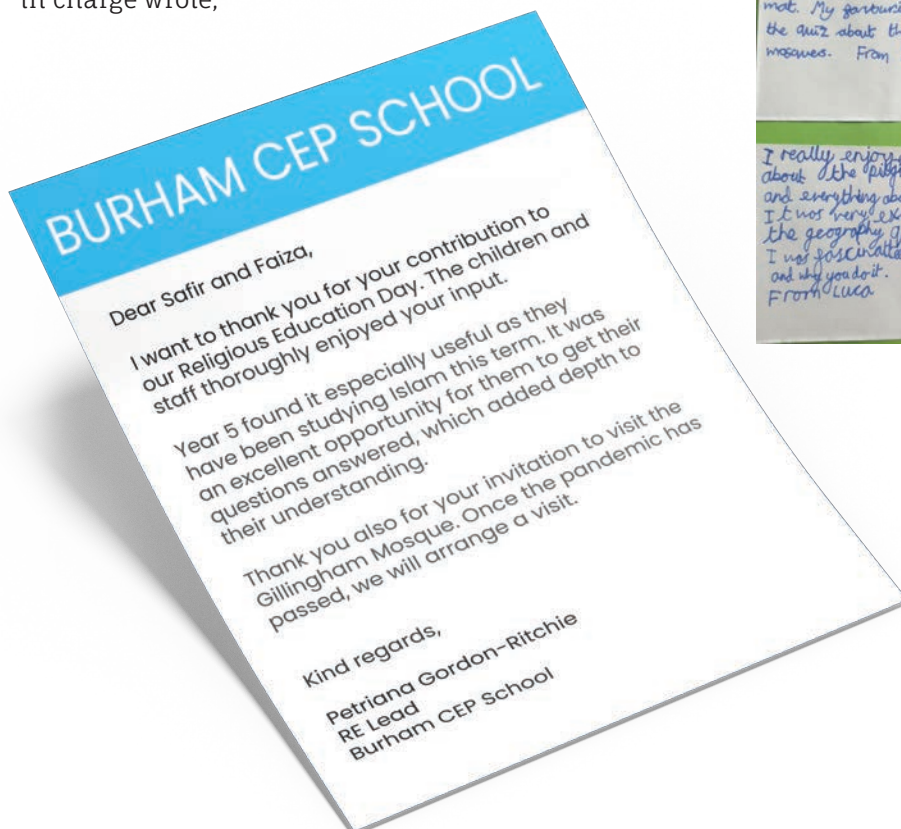 in charge wrote,
BURHAM CEP SCHOOL
Dear Safir and Faiza,
I want to thank you for your contribution to
our Religious Education Day. The children and
staff thoroughly enjoyed your input.
Year 5 found it especially useful as they
have been studying Islam this term. It was
an excellent opportunity for them to get their
questions answered, which added depth to
their understanding.
Thank you also for your invitation to visit the
Gillingham Mosque. Once the pandemic has
passed, we will arrange a visit.
Kind regards,
Petriana Gordon-Ritchie
RE Lead
Burham CEP School
mat. My
the quiz about
mosques. From
I really
about the
and everything
It was very
the geography
I was
and why you do it.
From Luca